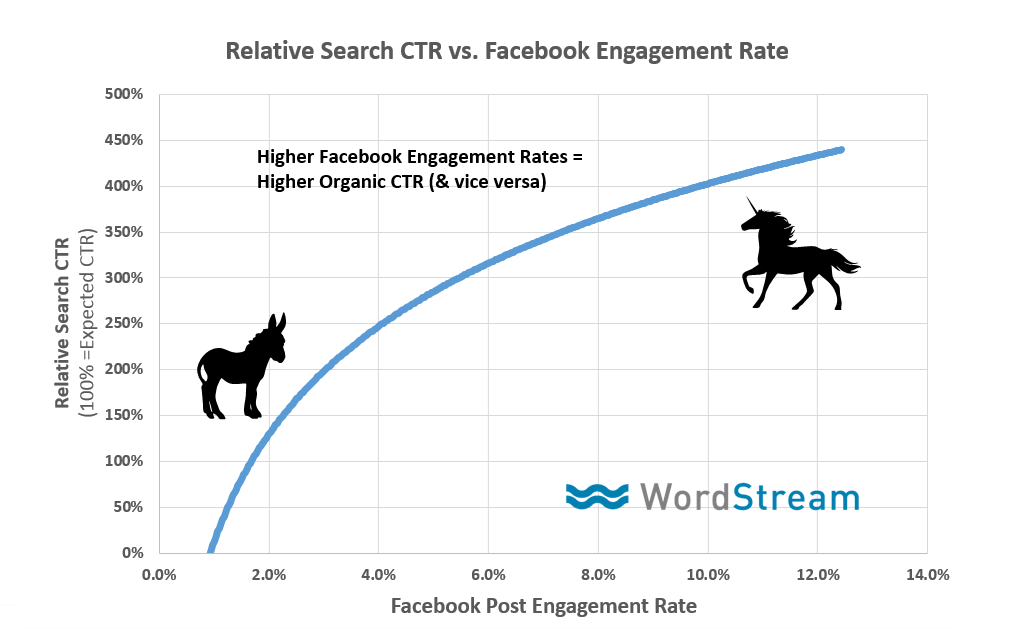 Relative Search CTR vs. Facebook Engagement Rate
500%
450%
400%
350%
300%
250%
200%
150%
100%
50%
0%
Higher Facebook Engagement Rates =
Higher Organic CTR (& vice versa)
Relative Search CTR
(100% =Expected CTR)
WordStream
0.0%
2.0%
4.0%
6.0%
8.0%
10.0%
12.0%
14.0%
Facebook Post Engagement Rate